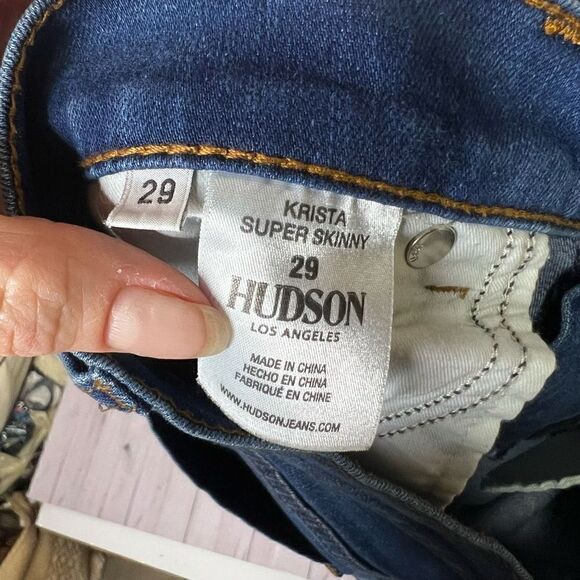 29
KRISTA
SUPER SKINNY
29
HUDSON
LOS ANGELES
MADE IN CHINA
HECHO EN CHINA
FABRIQUÉ EN CHINE
WWW.HUDSONJEANS.COM